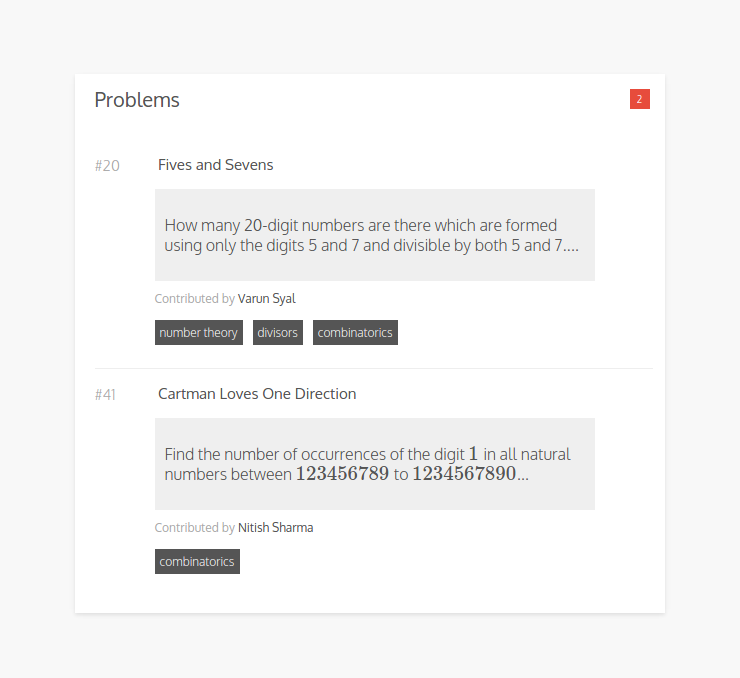 Problems
2
#20
Fives and Sevens
How many 20-digit numbers are there which are formed
using only the digits 5 and 7 and divisible by both 5 and 7....
Contributed by Varun Syal
number theory divisors combinatorics
#41
Cartman Loves One Direction
Find the number of occurrences of the digit 1 in all natural
numbers between 123456789 to 1234567890...
Contributed by Nitish Sharma
combinatorics